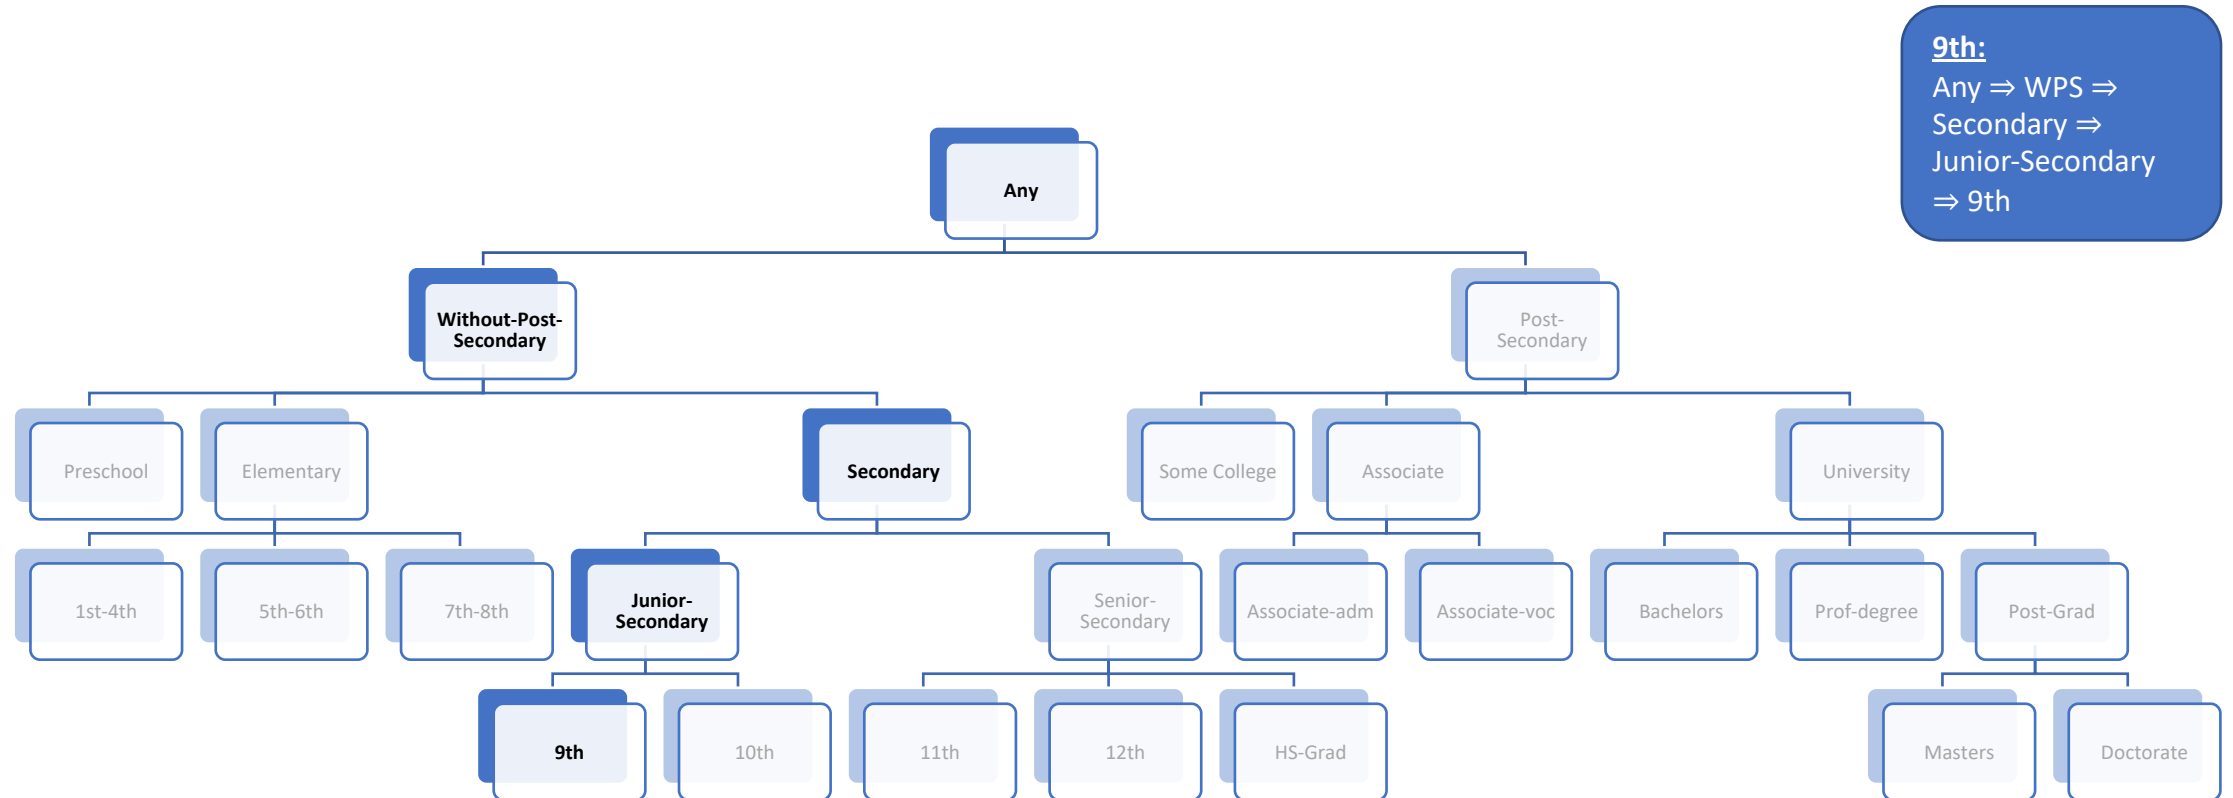 9th:
Any ⇒ WPS ⇒
Secondary ⇒
Junior-Secondary
⇒ 9th
Any
Without-Post-
Secondary
Post-
Secondary
Preschool
Elementary
Secondary
Some College
Associate
University
1st-4th
5th-6th
7th-8th
Junior-
Secondary
Senior-
Secondary
Associate-adm
Associate-voc
Bachelors
Prof-degree
Post-Grad
9th
10th
11th
12th
HS-Grad
Masters
Doctorate